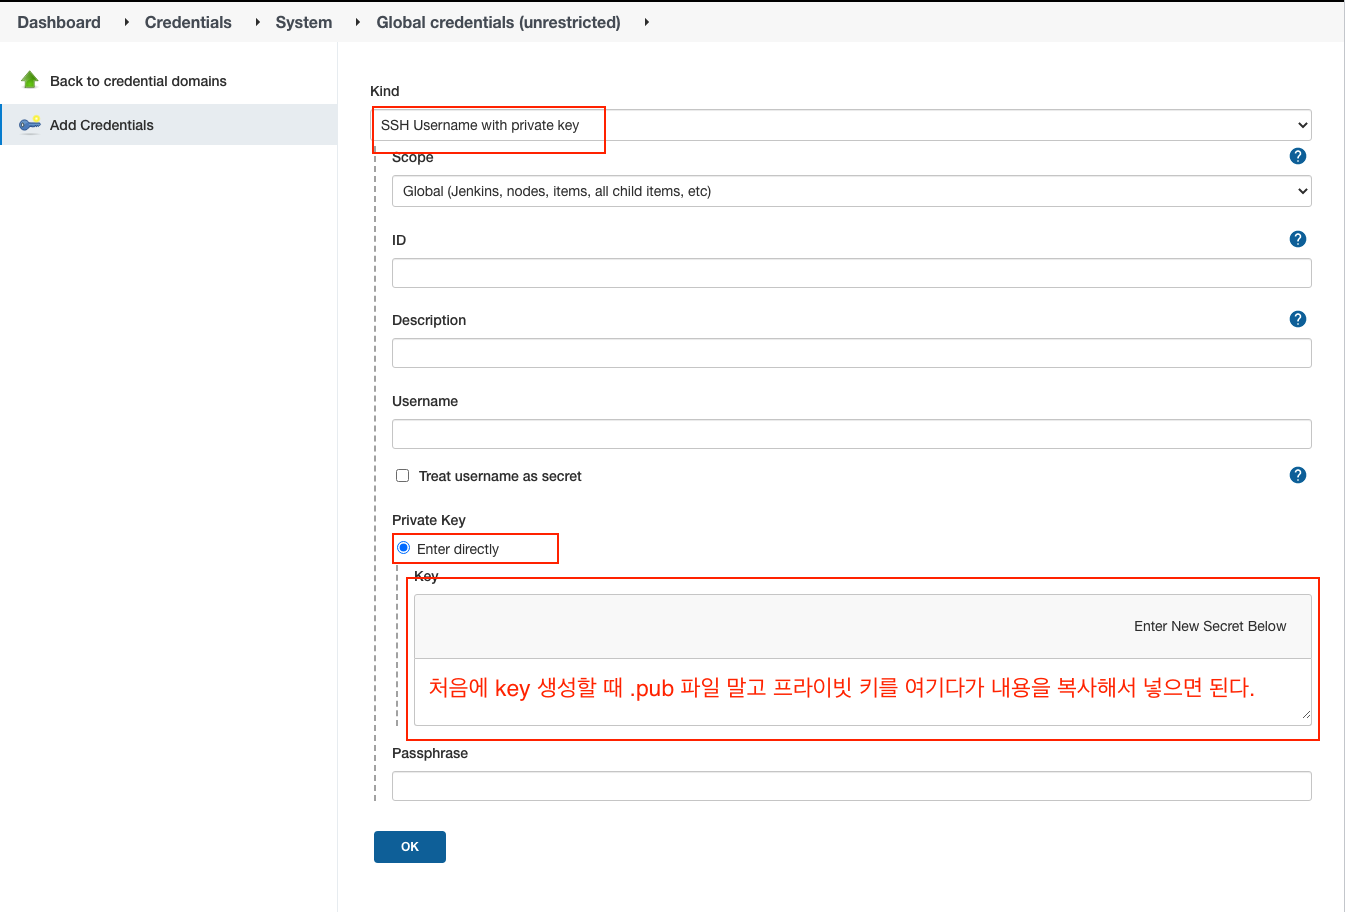 Dashboard Credentials System Global credentials (unrestricted)
Back to credential domains
Add Credentials
Kind
SSH Username with private key
Scope
Global (Jenkins, nodes, items, all child items, etc)
ID
Description
Username
Treat username as secret
Private Key
Enter directly
Key
Enter New Secret Below
처음에 key 생성할 때 .pub 파일 말고 프라이빗 키를 여기다가 내용을 복사해서 넣으면 된다.
Passphrase
OK